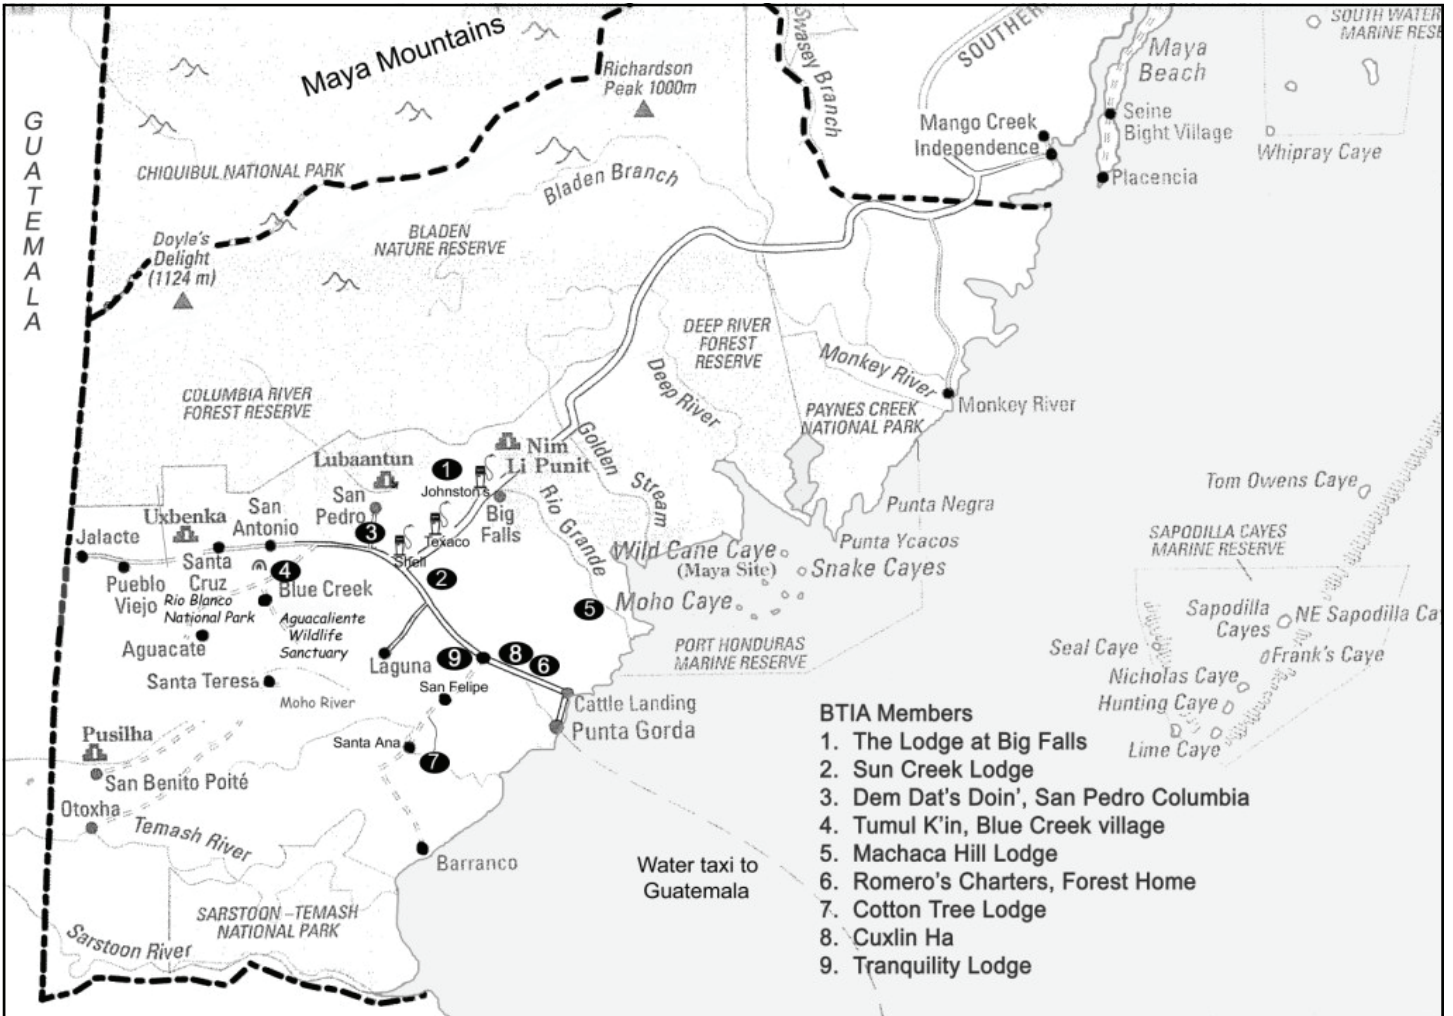 GUATEMALA
Maya Mountains
CHIQUIBUL NATIONAL PARK
Doyle's
Delight
(1124 m)
Richardson
Peak 1000m
Swasey Branch
SOUTHERN
Maya
Beach
SOUTH WATER
MARINE RESE
Seine
Bight Village
Whipray Caye
Mango Creek
Independence
Placencia
Bladen Branch
BLADEN
NATURE RESERVE
DEEP RIVER
FOREST
RESERVE
Deep River
Monkey River
PAYNES CREEK
NATIONAL PARK
Monkey River
COLUMBIA RIVER
FOREST RESERVE
Lubaantun
1
Nim
Li Punit
Golden
Stream
Johnston's
San
Pedro
3
Texaco
Shell
Big
Falls
Rio Grande
Uxbenka
San
Antonio
Jalacte
Pueblo
Viejo
Santa
Cruz
4
Blue Creek
2
Rio Blanco
National Park
Aguacaliente
Wildlife
Sanctuary
Aguacate
Laguna
Santa Teresa
Moho River
9
8
6
5
San Felipe
Cattle Landing
Punta Gorda
Santa Ana
7
Pusilha
San Benito Poité
Otoxha
Temash River
Barranco
SARSTOON–TEMASH
NATIONAL PARK
Sarstoon River
Punta Negra
Punta Ycacos
Wild Cane Caye
(Maya Site)
Snake Cayes
Moho Caye
PORT HONDURAS
MARINE RESERVE
Tom Owens Caye
SAPODILLA CAYES
MARINE RESERVE
Sapodilla
Cayes
NE Sapodilla Ca
Seal Caye
Frank's Caye
Nicholas Caye
Hunting Caye
Lime Caye
Water taxi to
Guatemala
BTIA Members
1. The Lodge at Big Falls
2. Sun Creek Lodge
3. Dem Dat's Doin', San Pedro Columbia
4. Tumul K'in, Blue Creek village
5. Machaca Hill Lodge
6. Romero's Charters, Forest Home
7. Cotton Tree Lodge
8. Cuxlin Ha
9. Tranquility Lodge